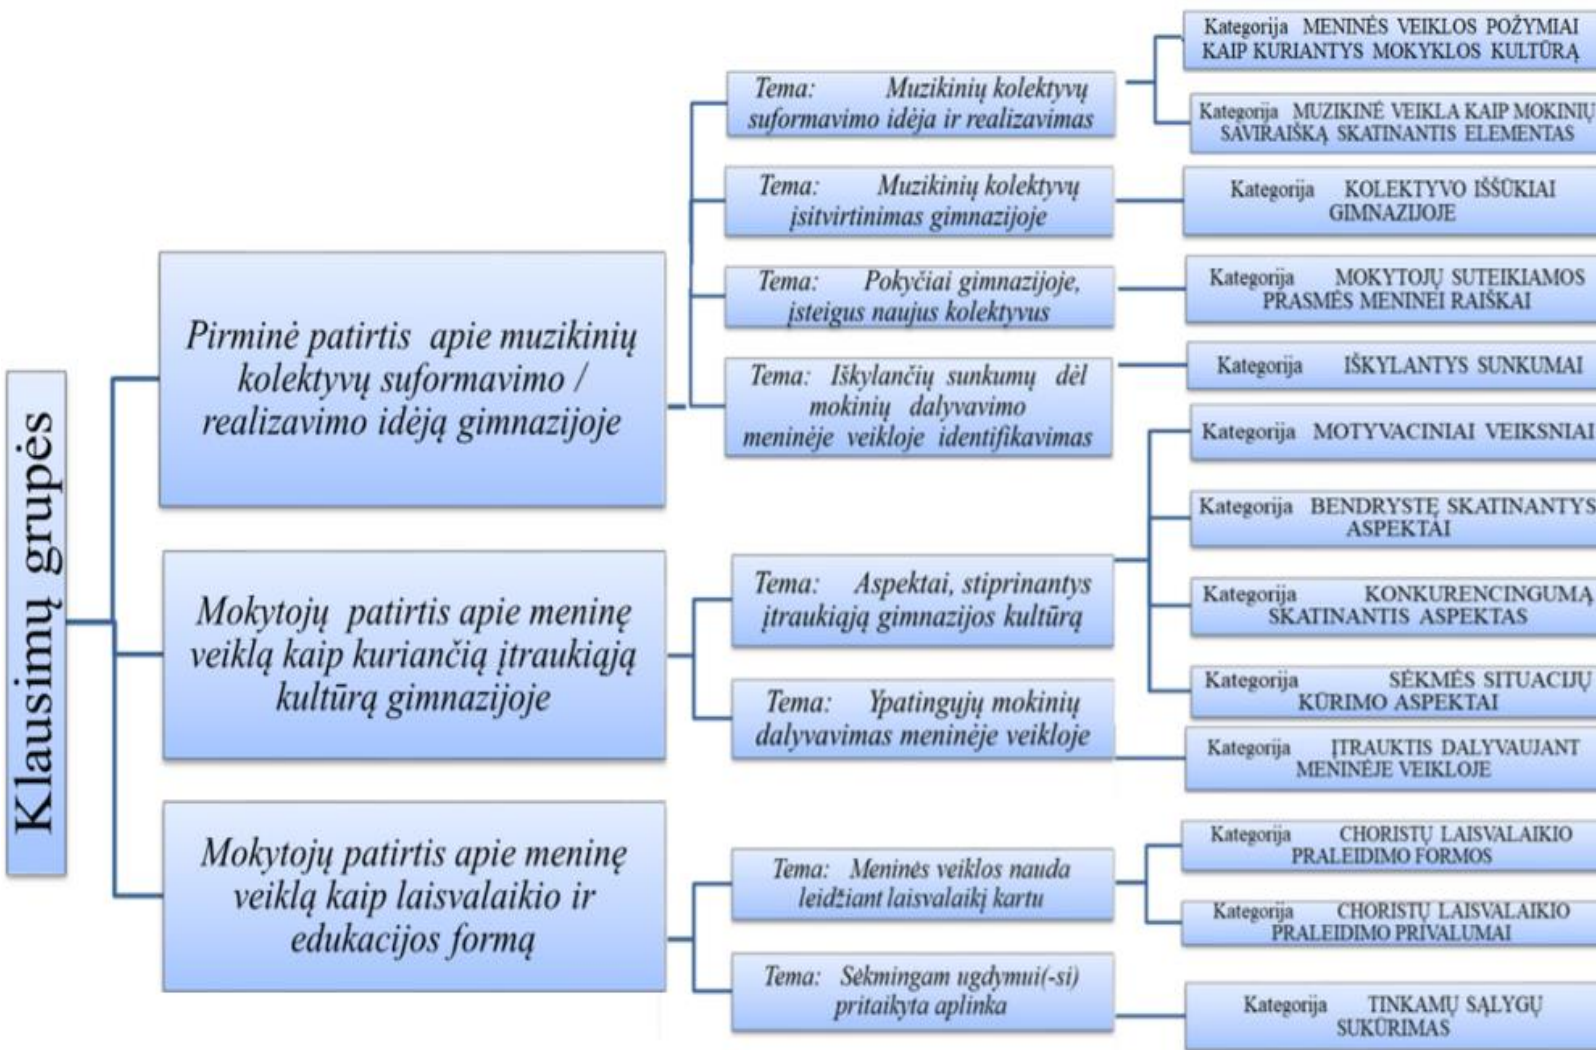 Klausimų grupės
Pirminė patirtis apie muzikinių
kolektyvų suformavimo /
realizavimo idėją gimnazijoje
Tema: Muzikinių kolektyvų
suformavimo idėja ir realizavimas
Kategorija MENINĖS VEIKLOS POŽYMIAI
KAIP KURIANTYS MOKYKLOS KULTŪRĄ
Kategorija MUZIKINĖ VEIKLA KAIP MOKINIŲ
SAVIRAIŠKĄ SKATINANTIS ELEMENTAS
Tema: Muzikinių kolektyvų
įsitvirtinimas gimnazijoje
Kategorija KOLEKTYVO IŠŠŪKIAI
GIMNAZIJOJE
Tema: Pokyčiai gimnazijoje,
įsteigus naujus kolektyvus
Kategorija MOKYTOJŲ SUTEIKIAMOS
PRASMĖS MENINEI RAIŠKAI
Tema: Iškylančių sunkumų dėl
mokinių dalyvavimo
meninėje veikloje identifikavimas
Kategorija IŠKYLANTYS SUNKUMAI
Mokytojų patirtis apie meninę
veiklą kaip kuriančią įtraukiąją
kultūrą gimnazijoje
Tema: Aspektai, stiprinantys
įtraukiąją gimnazijos kultūrą
Kategorija MOTYVACINIAI VEIKSNIAI
Kategorija BENDRYSTĘ SKATINANTYS
ASPEKTAI
Kategorija KONKURENCINGUMĄ
SKATINANTIS ASPEKTAS
Kategorija SĖKMĖS SITUACIJŲ
KŪRIMO ASPEKTAI
Tema: Ypatingųjų mokinių
dalyvavimas meninėje veikloje
Kategorija ĮTRAUKTIS DALYVAUJANT
MENINĖJE VEIKLOJE
Mokytojų patirtis apie meninę
veiklą kaip laisvalaikio ir
edukacijos formą
Tema: Meninės veiklos nauda
leidžiant laisvalaikį kartu
Kategorija CHORISTŲ LAISVALAIKIO
PRALEIDIMO FORMOS
Kategorija CHORISTŲ LAISVALAIKIO
PRALEIDIMO PRIVALUMAI
Tema: Sėkmingam ugdymui(-si)
pritaikyta aplinka
Kategorija TINKAMŲ SĄLYGŲ
SUKŪRIMAS